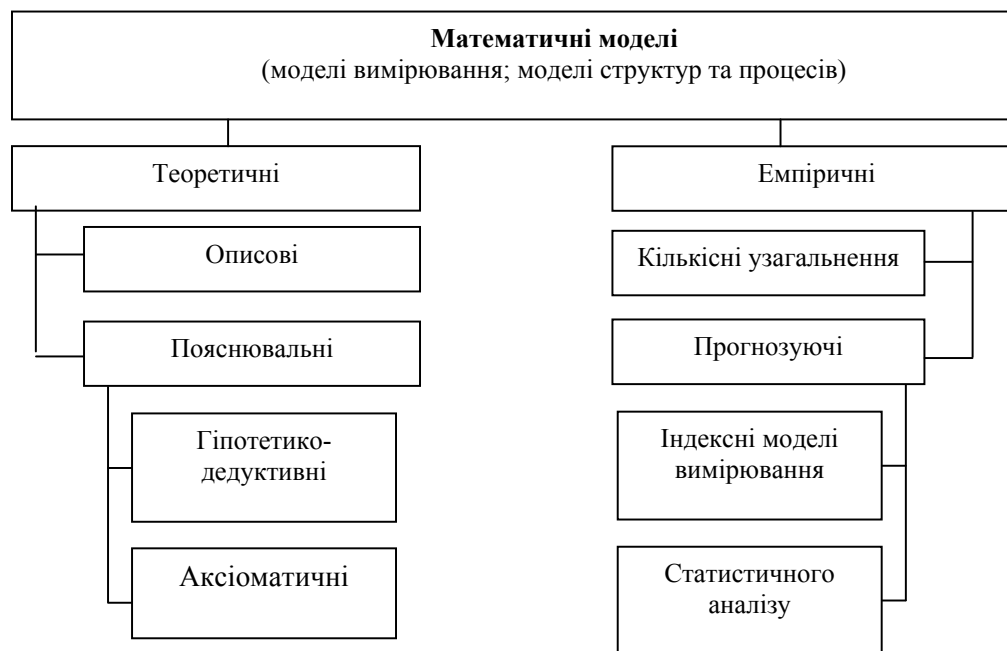 Математичні моделі
(моделі вимірювання; моделі структур та процесів)
Теоретичні
Емпіричні
Описові
Кількісні узагальнення
Пояснювальні
Прогнозуючі
Гіпотетико-
дедуктивні
Індексні моделі
вимірювання
Аксіоматичні
Статистичного
аналізу